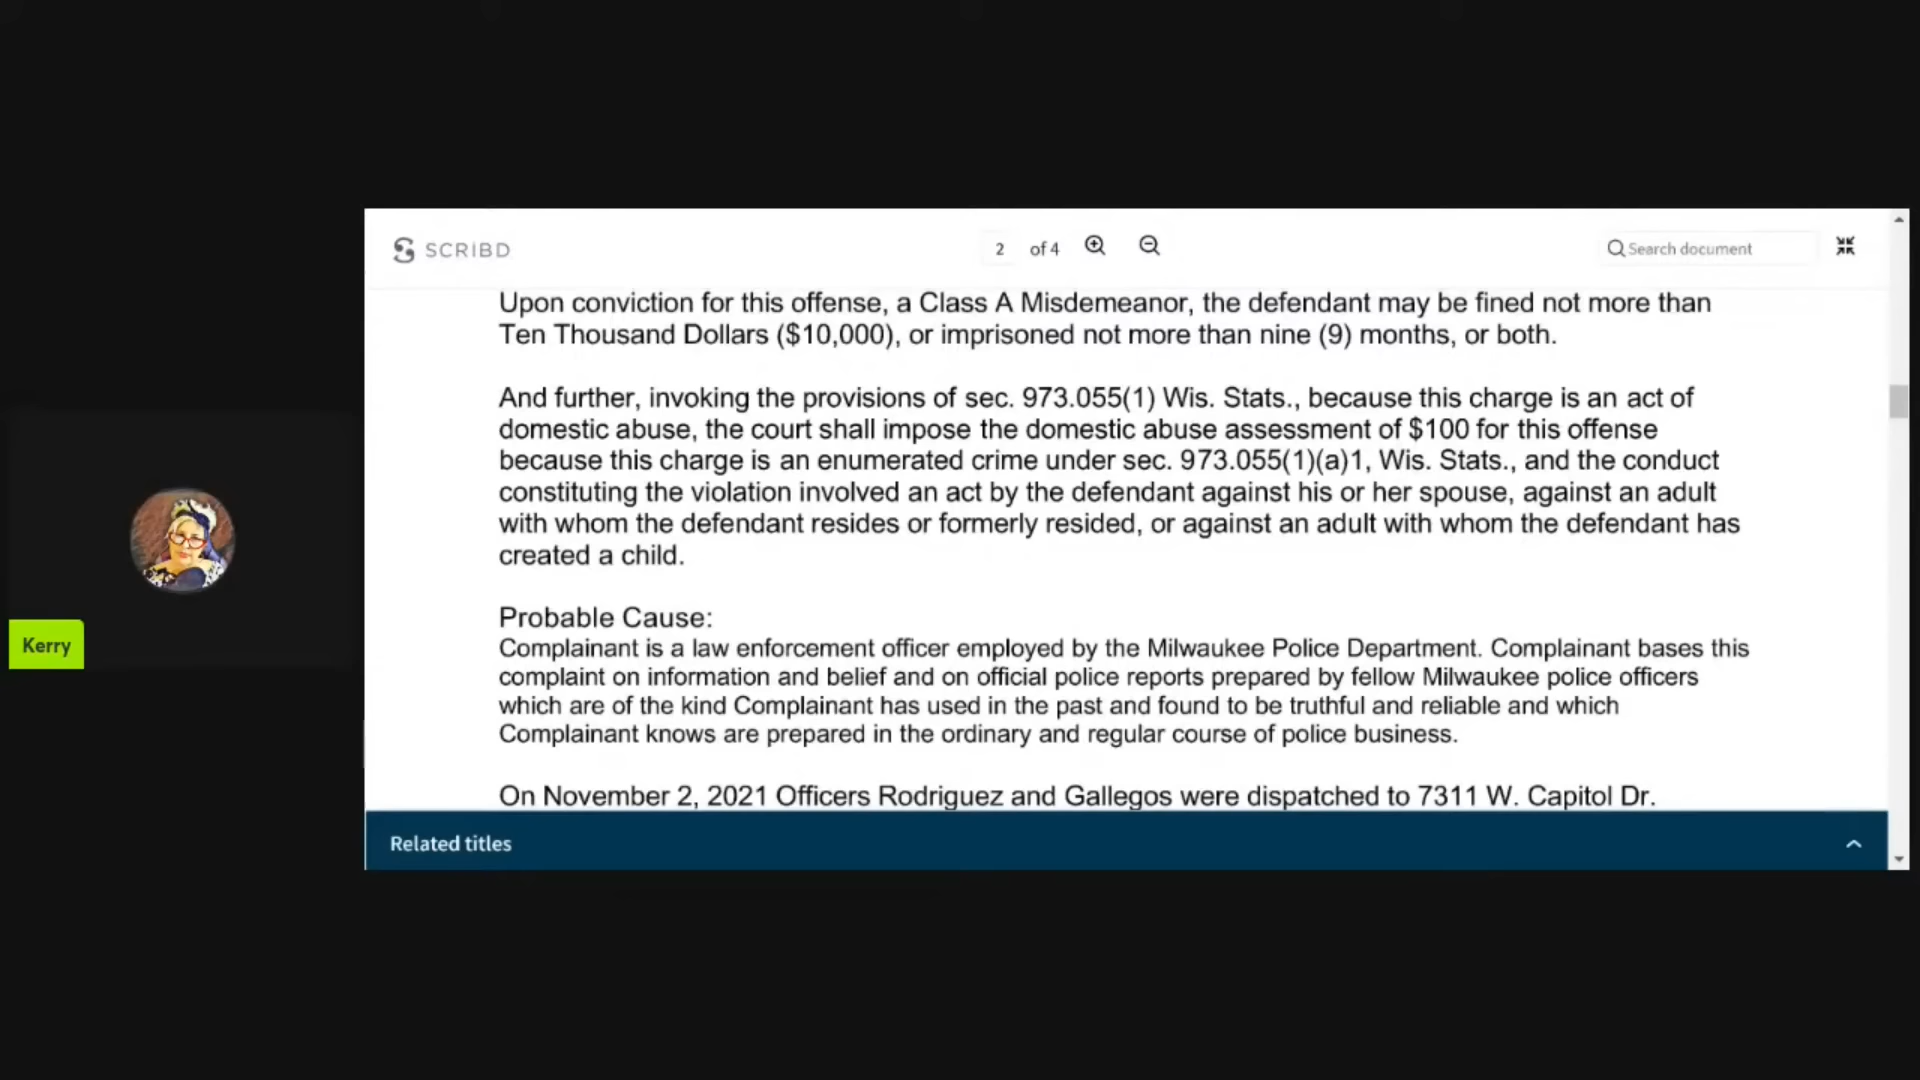 SCRIBD
2 of 4
Search document
Upon conviction for this offense, a Class A Misdemeanor, the defendant may be fined not more than
Ten Thousand Dollars ($10,000), or imprisoned not more than nine (9) months, or both.
And further, invoking the provisions of sec. 973.055(1) Wis. Stats., because this charge is an act of
domestic abuse, the court shall impose the domestic abuse assessment of $100 for this offense
because this charge is an enumerated crime under sec. 973.055(1)(a)1, Wis. Stats., and the conduct
constituting the violation involved an act by the defendant against his or her spouse, against an adult
with whom the defendant resides or formerly resided, or against an adult with whom the defendant has
created a child.
Probable Cause:
Complainant is a law enforcement officer employed by the Milwaukee Police Department. Complainant bases this
complaint on information and belief and on official police reports prepared by fellow Milwaukee police officers
which are of the kind Complainant has used in the past and found to be truthful and reliable and which
Complainant knows are prepared in the ordinary and regular course of police business.
On November 2, 2021 Officers Rodriguez and Gallegos were dispatched to 7311 W. Capitol Dr.
Related titles
Kerry